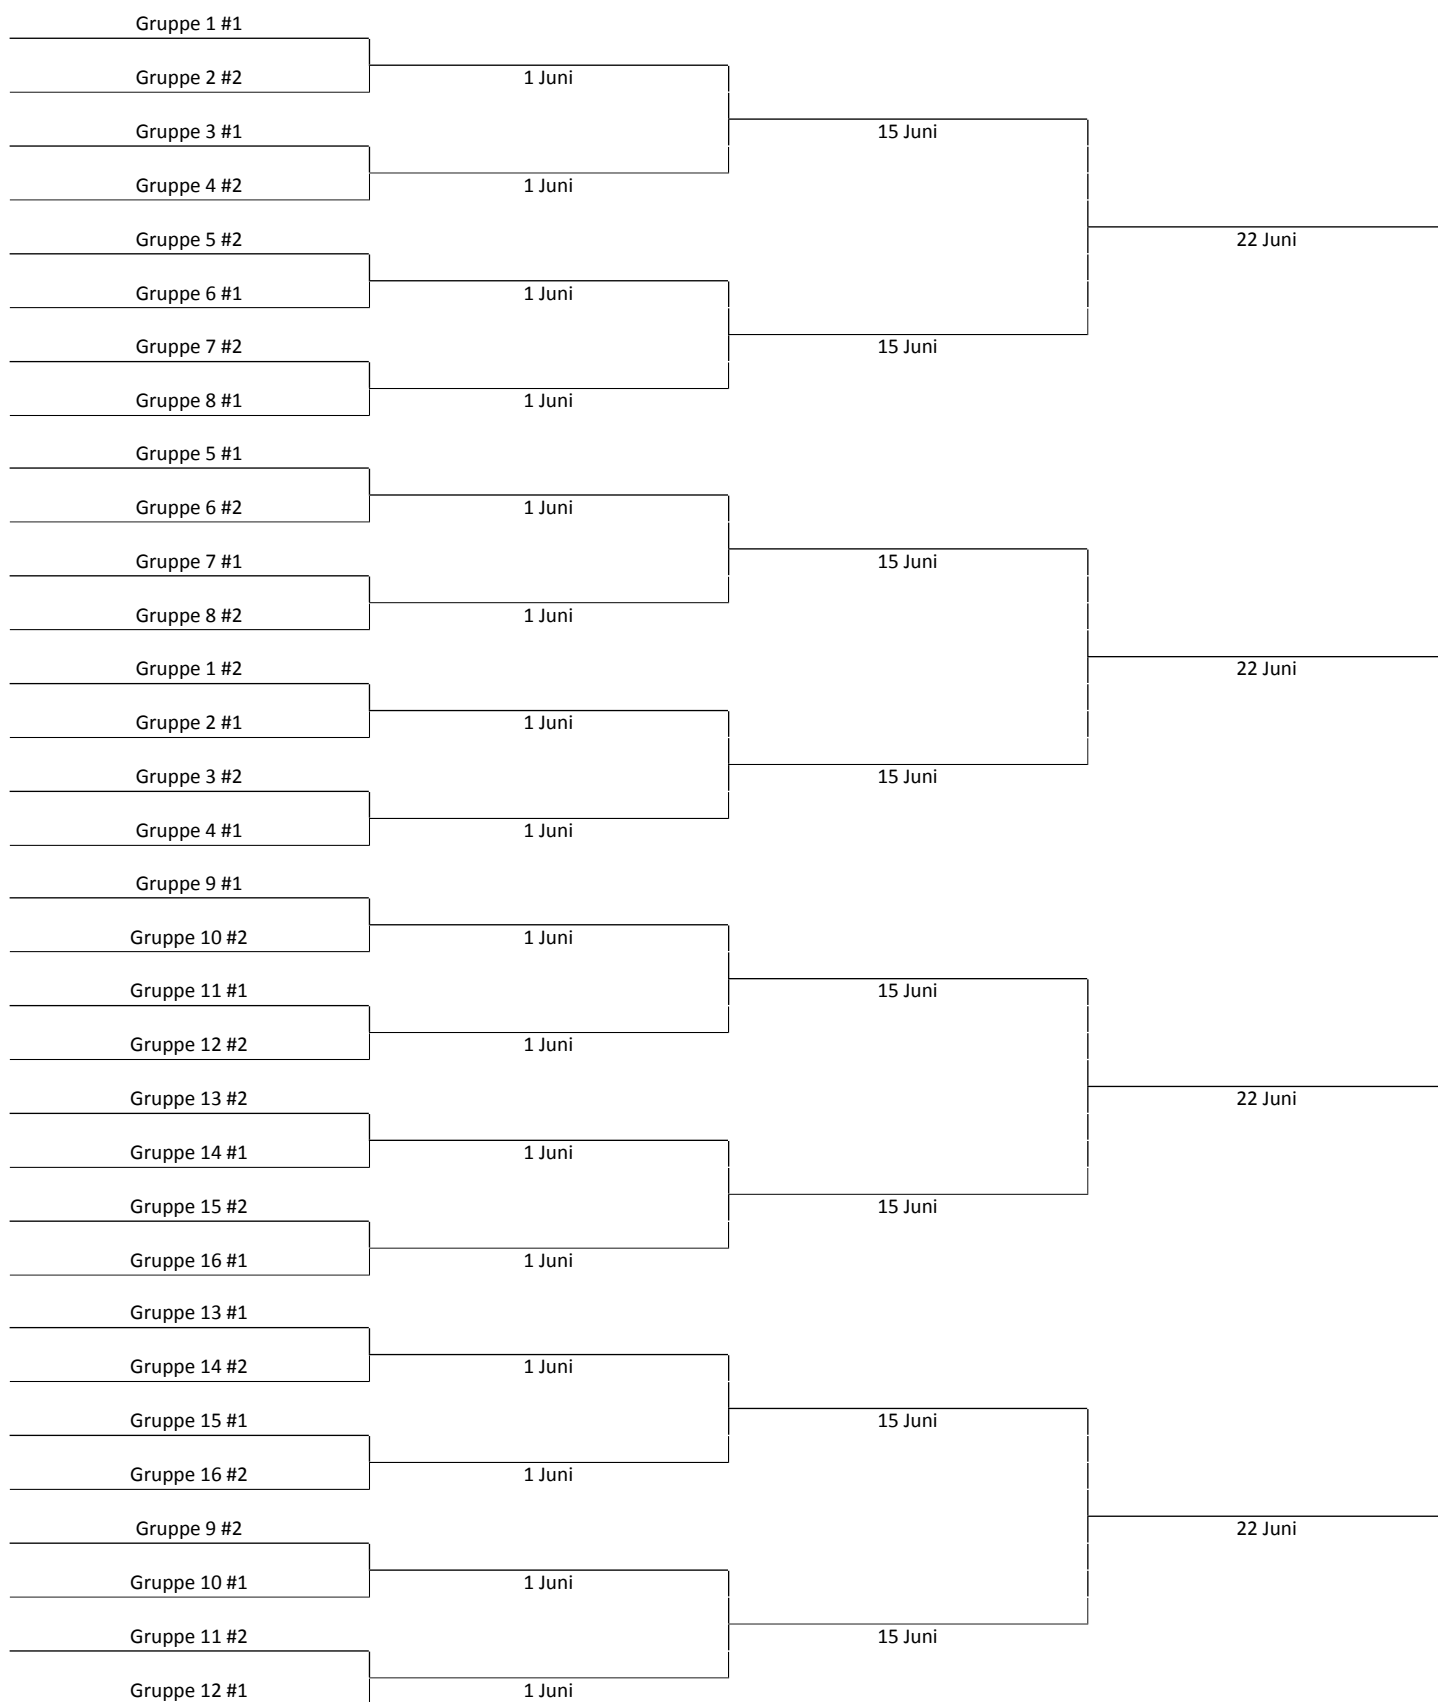 Gruppe 1 #1
Gruppe 2 #2
1 Juni
Gruppe 3 #1
15 Juni
Gruppe 4 #2
1 Juni
Gruppe 5 #2
22 Juni
Gruppe 6 #1
1 Juni
Gruppe 7 #2
15 Juni
Gruppe 8 #1
1 Juni
Gruppe 5 #1
Gruppe 6 #2
1 Juni
Gruppe 7 #1
15 Juni
Gruppe 8 #2
1 Juni
Gruppe 1 #2
22 Juni
Gruppe 2 #1
1 Juni
Gruppe 3 #2
15 Juni
Gruppe 4 #1
1 Juni
Gruppe 9 #1
Gruppe 10 #2
1 Juni
Gruppe 11 #1
15 Juni
Gruppe 12 #2
1 Juni
Gruppe 13 #2
22 Juni
Gruppe 14 #1
1 Juni
Gruppe 15 #2
15 Juni
Gruppe 16 #1
1 Juni
Gruppe 13 #1
Gruppe 14 #2
1 Juni
Gruppe 15 #1
15 Juni
Gruppe 16 #2
1 Juni
Gruppe 9 #2
22 Juni
Gruppe 10 #1
1 Juni
Gruppe 11 #2
15 Juni
Gruppe 12 #1
1 Juni